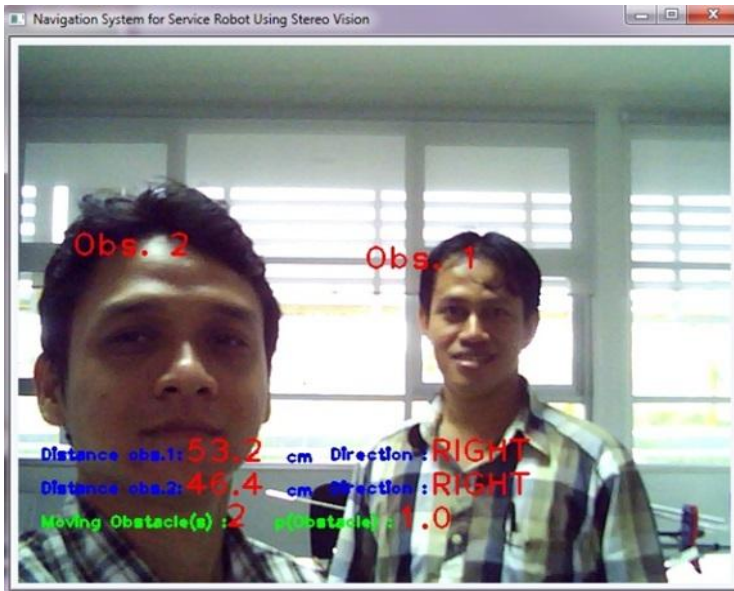 Navigation System for Service Robot Using Stereo Vision
Obs. 2
Obs. 1
Distance obs.1: 53.2 cm Direction : RIGHT
Distance obs.2: 46.4 cm Direction : RIGHT
Moving Obstacle(s) : 2 p(Obstacle) : 1.0